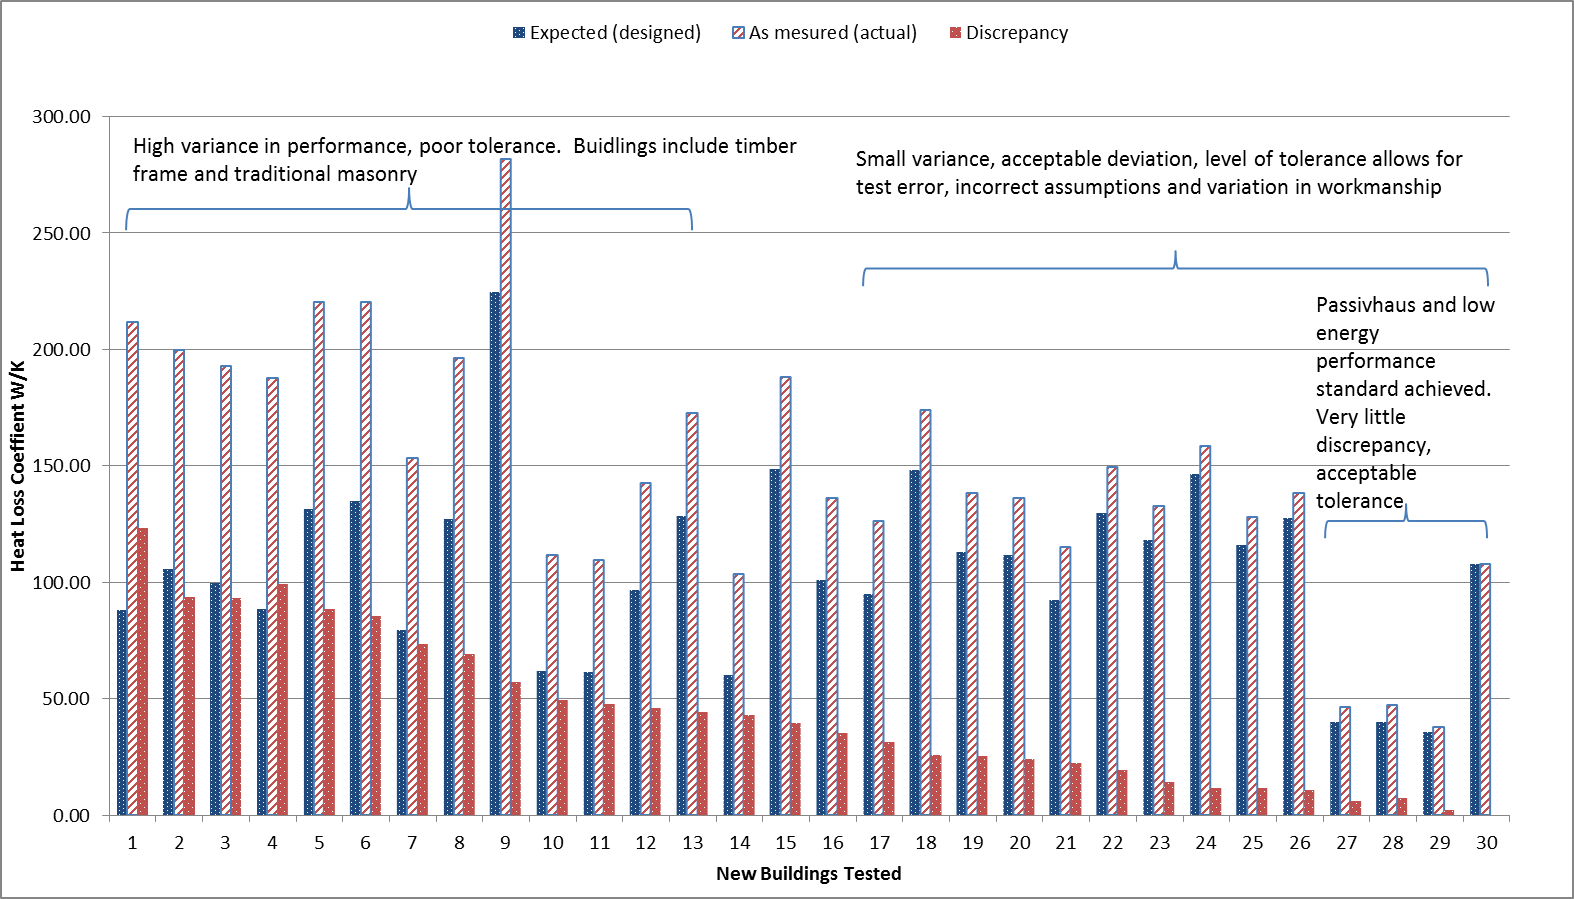 Expected (designed) As mesured (actual) Discrepancy
300.00
250.00
200.00
150.00
100.00
50.00
0.00
Heat Loss Coeffient W/K
High variance in performance, poor tolerance. Buidlings include timber
frame and traditional masonry
Small variance, acceptable deviation, level of tolerance allows for
test error, incorrect assumptions and variation in workmanship
Passivhaus and low
energy
performance
standard achieved.
Very little
discrepancy,
acceptable
tolerance
1 2 3 4 5 6 7 8 9 10 11 12 13 14 15 16 17 18 19 20 21 22 23 24 25 26 27 28 29 30
New Buildings Tested